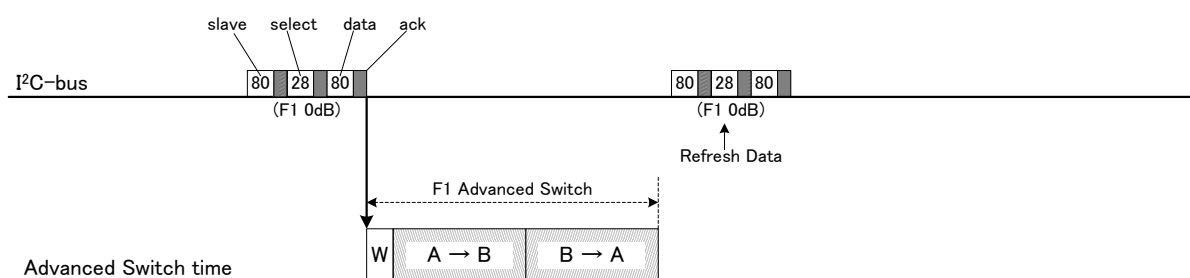 slave select data ack
I²C-bus 80 28 80 80 28 80
(F1 0dB) (F1 0dB)
Refresh Data
F1 Advanced Switch
W A → B B → A
Advanced Switch time